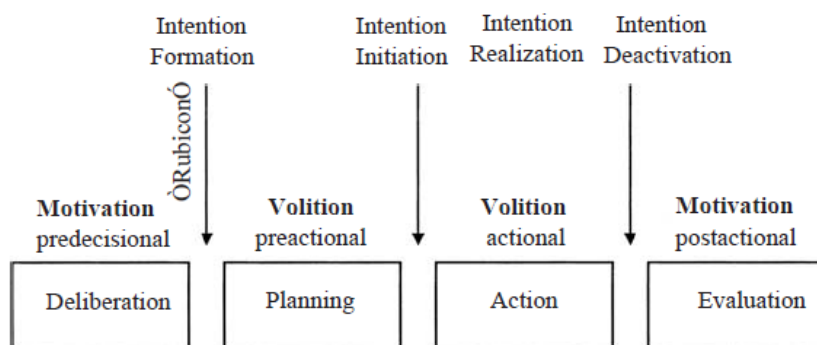 Intention
Formation
Intention
Initiation
Intention
Realization
Intention
Deactivation
ÒRubiconÓ
Motivation
predecisional
Volition
preactional
Volition
actional
Motivation
postactional
Deliberation
Planning
Action
Evaluation